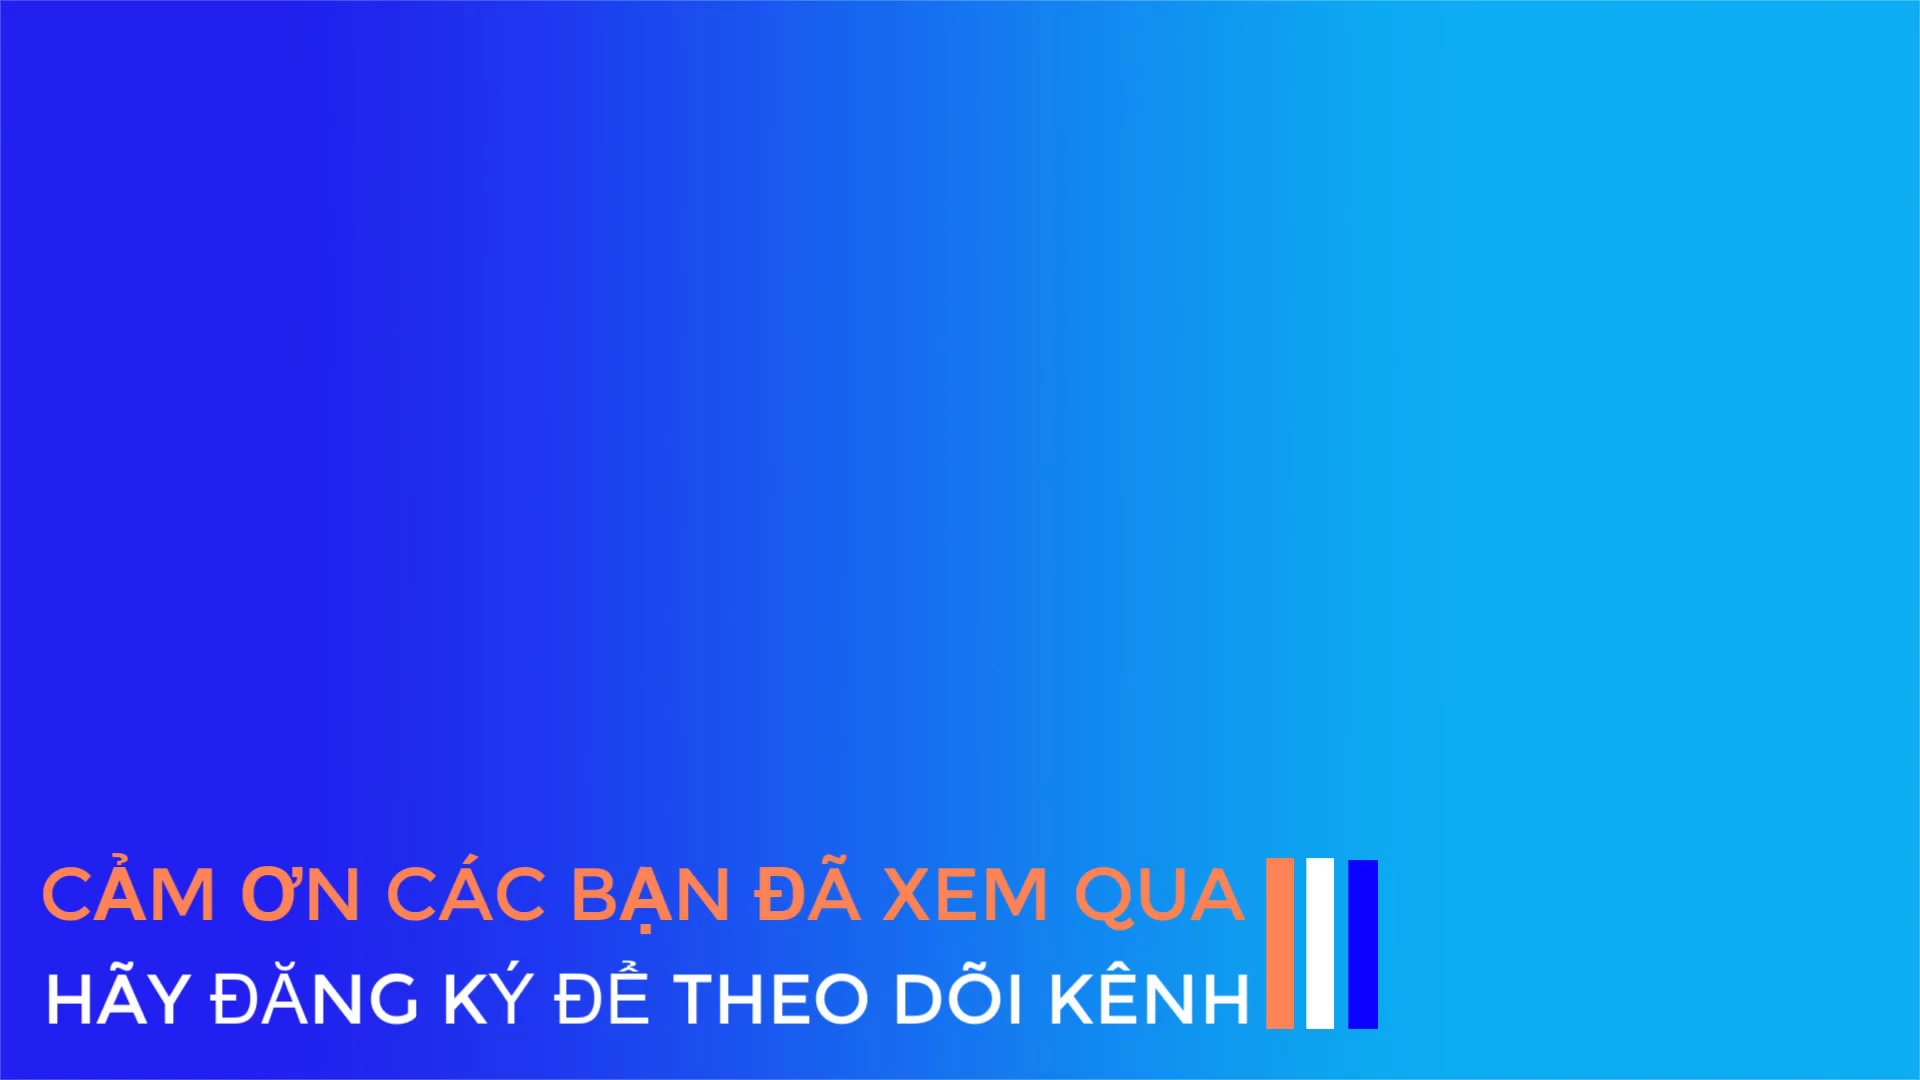 CẢM ƠN CÁC BẠN ĐÃ XEM QUA
HÃY ĐĂNG KÝ ĐỂ THEO DÕI KÊNH